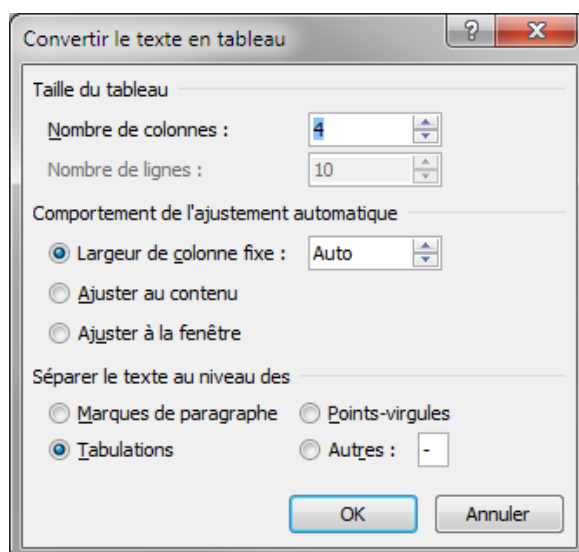 Convertir le texte en tableau
Taille du tableau
Nombre de colonnes : 4
Nombre de lignes : 10
Comportement de l'ajustement automatique
Largeur de colonne fixe : Auto
Ajuster au contenu
Ajuster à la fenêtre
Séparer le texte au niveau des
Marques de paragraphe Points-virgules
Tabulations Autres : -
OK Annuler